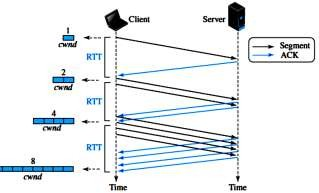 Client Server
1
cwnd
RTT
Segment
ACK
2
cwnd
RTT
4
cwnd
RTT
8
cwnd
Time Time